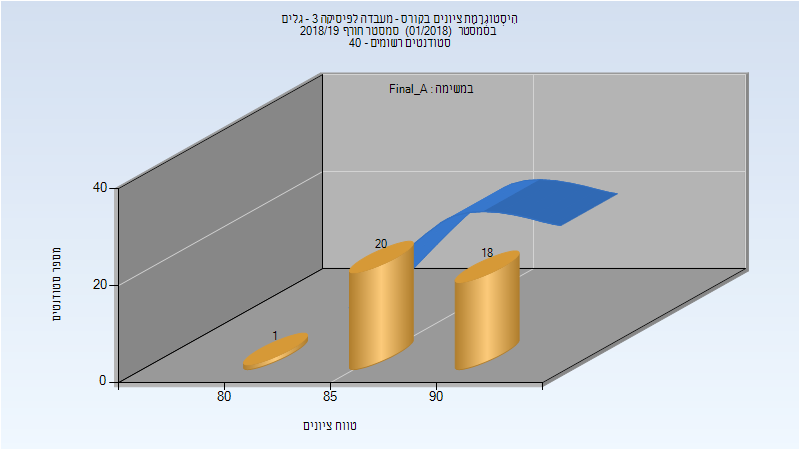 היסטוגרמת ציונים בקורס - מעבדה לפיסיקה 3 - גלים
בסמסטר (01/2018) סמסטר חורף 2018/19
סטודנטים רשומים - 40
במשימה : Final_A
מספר סטודנטים
40
20
0
1
20
18
80
85
90
טווח ציונים